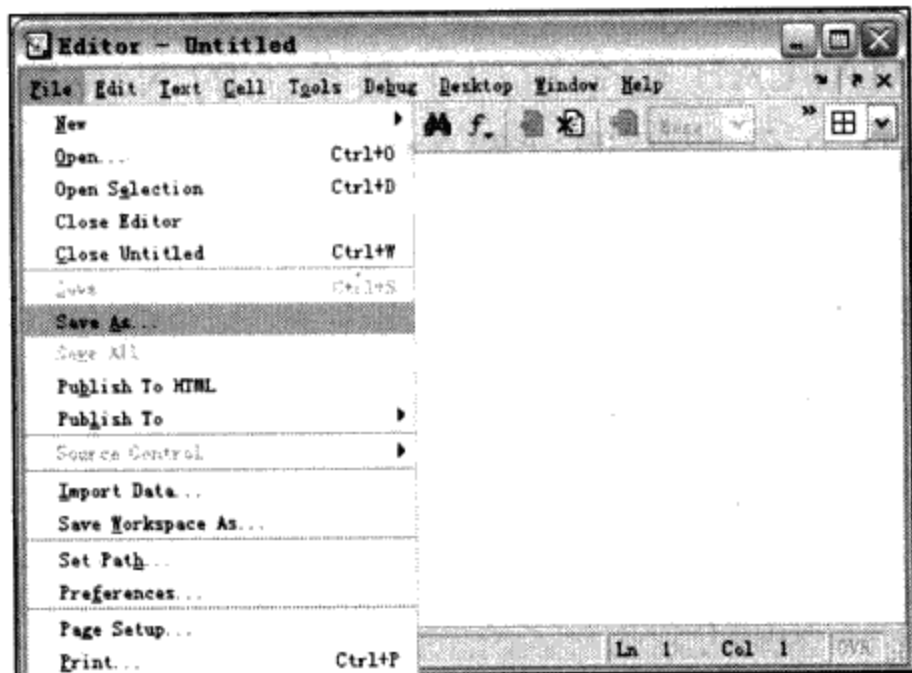 Editor - Untitled
File Edit Text Cell Tools Debug Desktop Window Help
New
Open... Ctrl+O
Open Selection Ctrl+D
Close Editor
Close Untitled Ctrl+W
Save Ctrl+S
Save As...
Save All
Publish To HTML
Publish To
Source Control
Import Data...
Save Workspace As...
Set Path...
Preferences...
Page Setup...
Print... Ctrl+P
Ln 1 Col 1 OVR